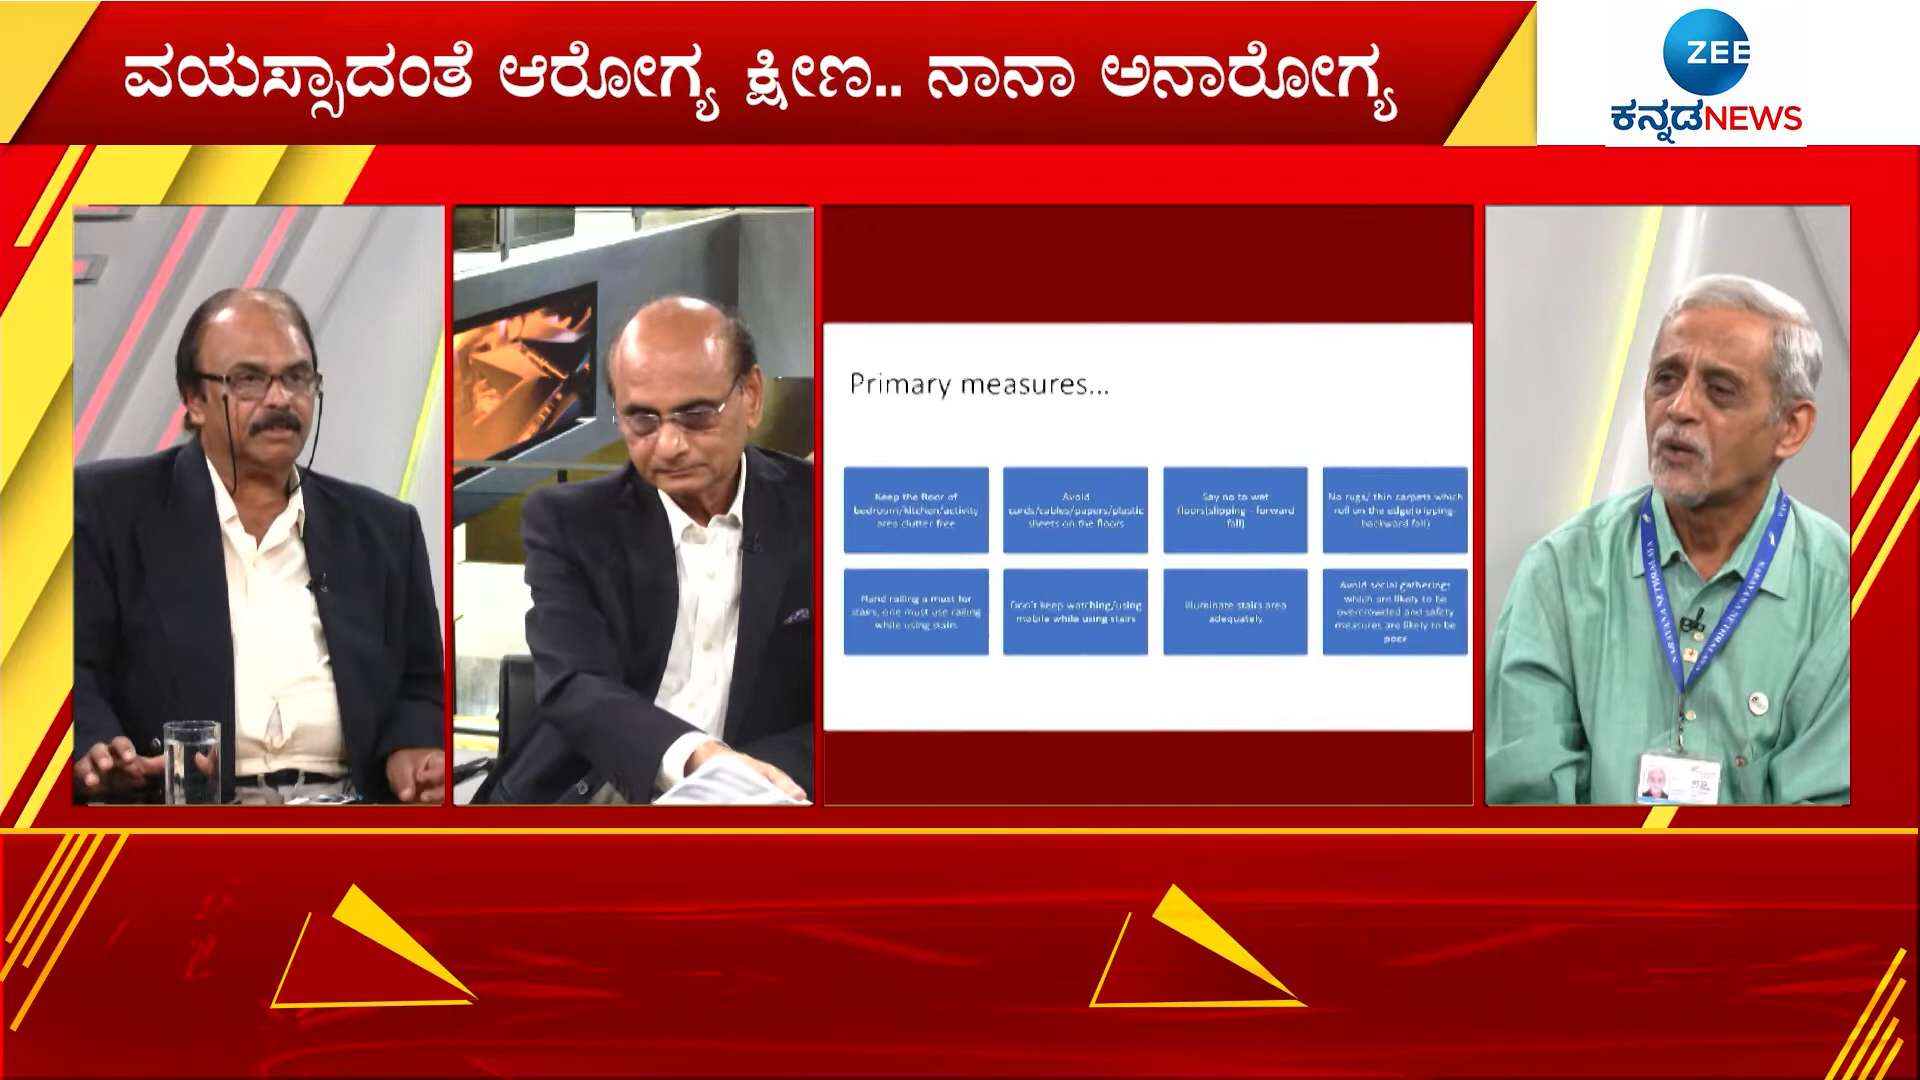 ವಯಸ್ಸಾದಂತೆ ಆರೋಗ್ಯ ಕ್ಷೀಣ.. ನಾನಾ ಅನಾರೋಗ್ಯ
ZEE
ಕನ್ನಡNEWS
Primary measures...
Keep the floor of
bedroom/kitchen/activity
area clutter free
Avoid
cords/cables/papers/plastic
sheets on the floors
Say no to wet
floors(slipping - forward
fall)
No rugs/ thin carpets which
roll on the edge(tripping-
backward fall)
Hand railing a must for
stairs, one must use railing
while using stairs.
Don't keep watching/using
mobile while using stairs
Illuminate stairs area
adequately
Avoid social gatherings
which are likely to be
overcrowded and safety
measures are likely to be
poor